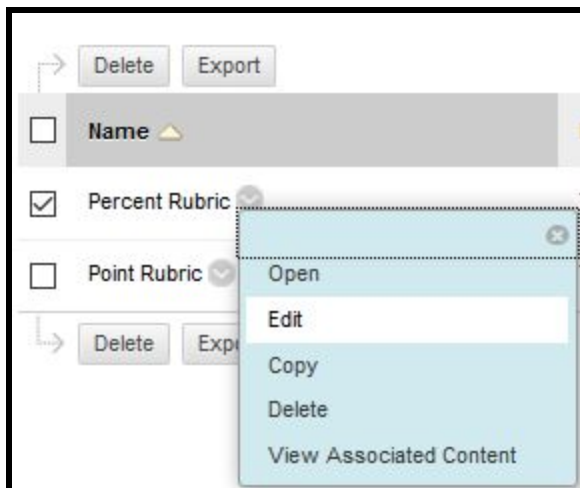 Delete Export
Name
Percent Rubric
Point Rubric
Open
Edit
Delete
Copy
Delete
View Associated Content